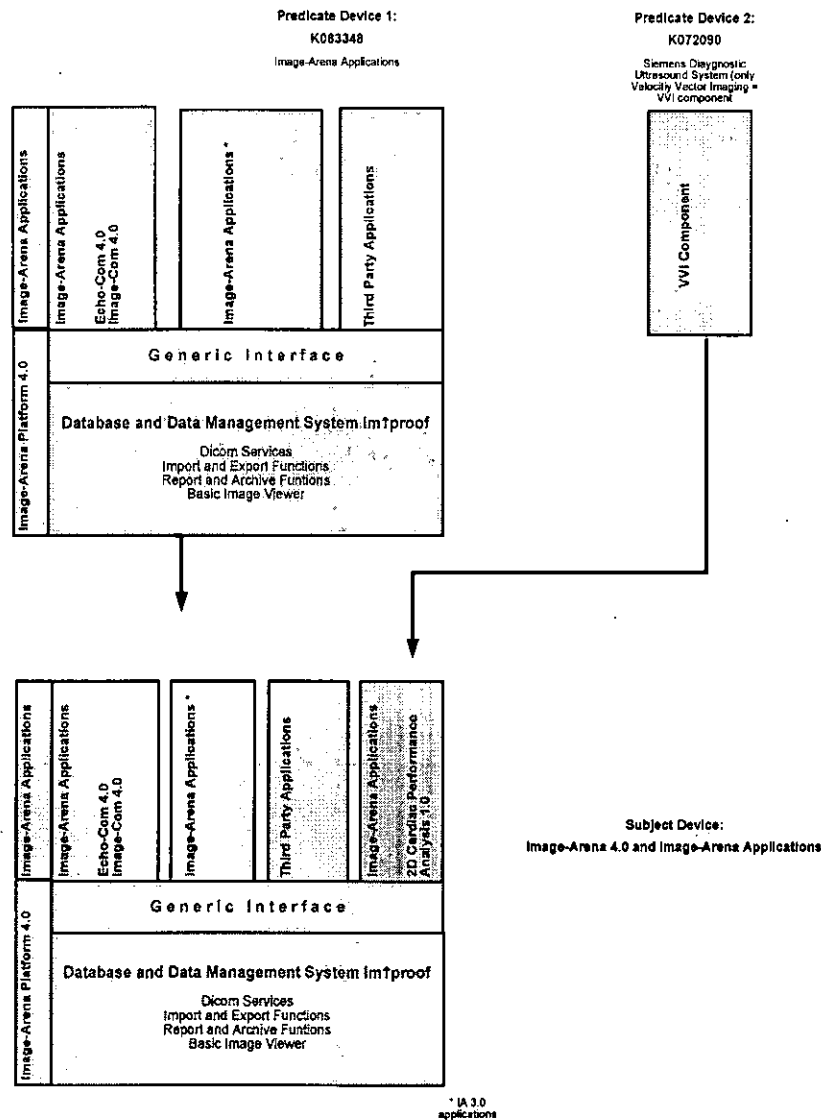 Predicate Device 1:
K083348
Image-Arena Applications
Predicate Device 2:
K072090
Siemens Diaygnostic
Ultrasound System (only
Velocitiy Vector Imaging =
VVI component
Image-Arena Applications
Image-Arena Applications
Echo-Com 4.0
Image-Com 4.0
Image-Arena Applications *
Third Party Applications
VVI Component
Image-Arena Platform 4.0
Generic Interface
Database and Data Management System Im↑proof
Dicom Services
Import and Export Functions
Report and Archive Funtions
Basic Image Viewer
Image-Arena Applications
Image-Arena Applications
Echo-Com 4.0
Image-Com 4.0
Image-Arena Applications *
Third Party Applications
Image-Arena Applications
2D Cardiac Performance
Analysis 1.0
Subject Device:
Image-Arena 4.0 and Image-Arena Applications
Image-Arena Platform 4.0
Generic Interface
Database and Data Management System Im↑proof
Dicom Services
Import and Export Functions
Report and Archive Funtions
Basic Image Viewer
* IA 3.0
applications